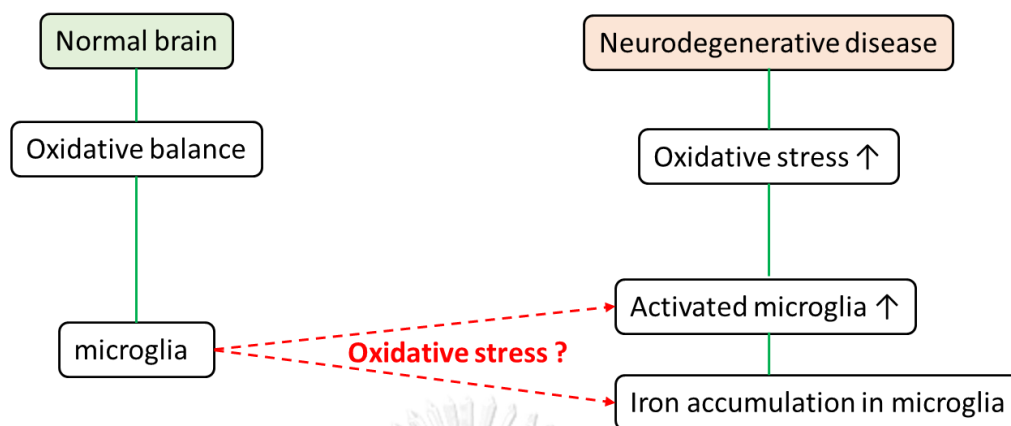 Normal brain
Neurodegenerative disease
Oxidative balance
Oxidative stress ↑
Activated microglia ↑
microglia
Oxidative stress ?
Iron accumulation in microglia